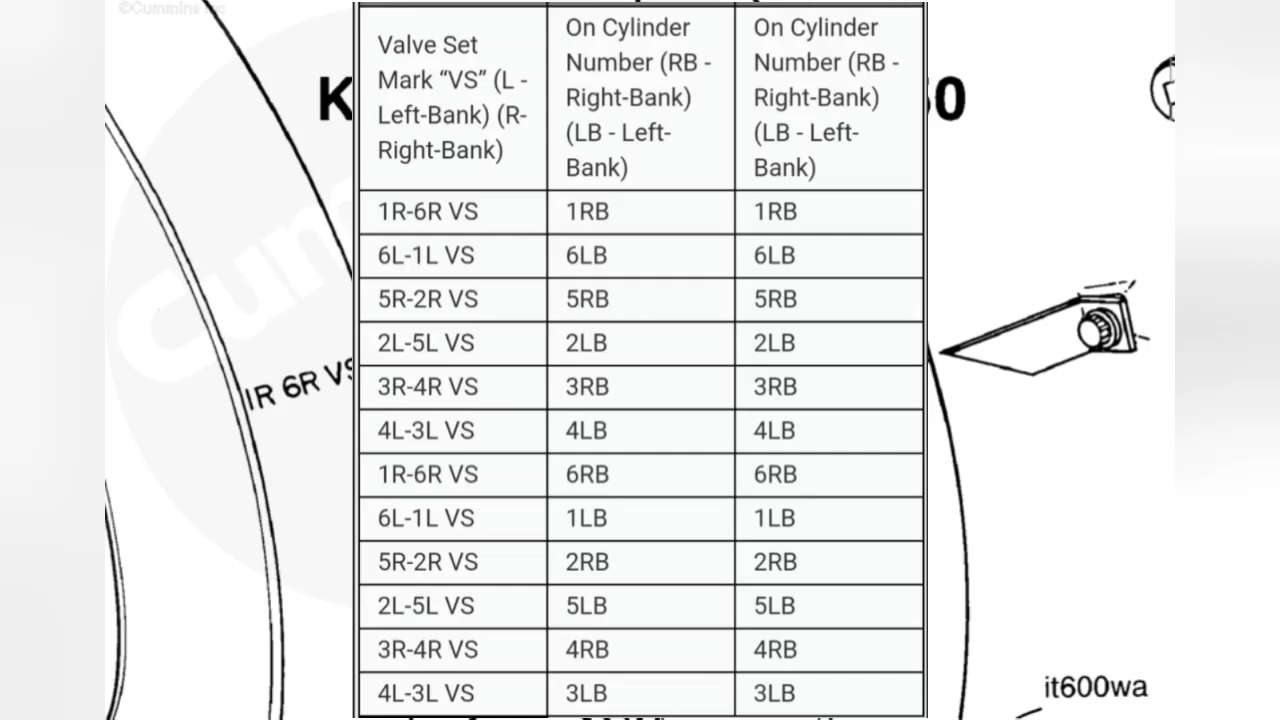 ©Cummins Inc
K
60
Valve Set Mark “VS” (L - Left-Bank) (R- Right-Bank)
On Cylinder Number (RB - Right-Bank) (LB - Left- Bank)
On Cylinder Number (RB - Right-Bank) (LB - Left- Bank)
1R-6R VS 1RB 1RB
6L-1L VS 6LB 6LB
5R-2R VS 5RB 5RB
2L-5L VS 2LB 2LB
3R-4R VS 3RB 3RB
4L-3L VS 4LB 4LB
1R-6R VS 6RB 6RB
6L-1L VS 1LB 1LB
5R-2R VS 2RB 2RB
2L-5L VS 5LB 5LB
3R-4R VS 4RB 4RB
4L-3L VS 3LB 3LB
IR 6R VS
it600wa